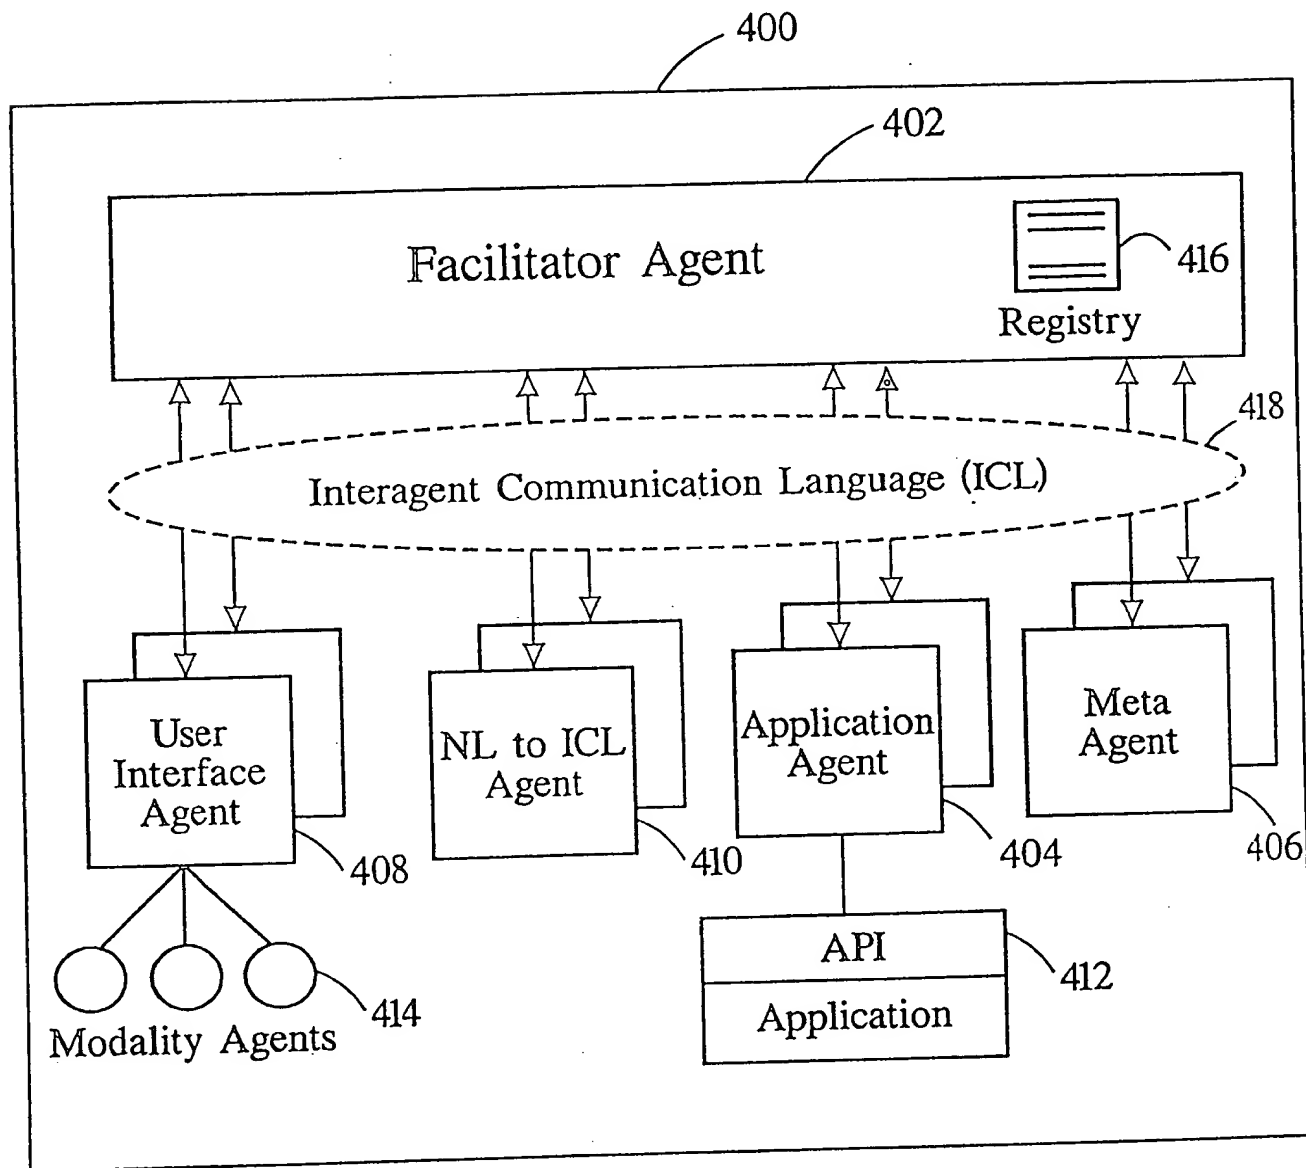 400
402
Facilitator Agent
416
Registry
418
Interagent Communication Language (ICL)
User
Interface
Agent
408
NL to ICL
Agent
410
Application
Agent
404
Meta
Agent
406
API
Application
412
414
Modality Agents